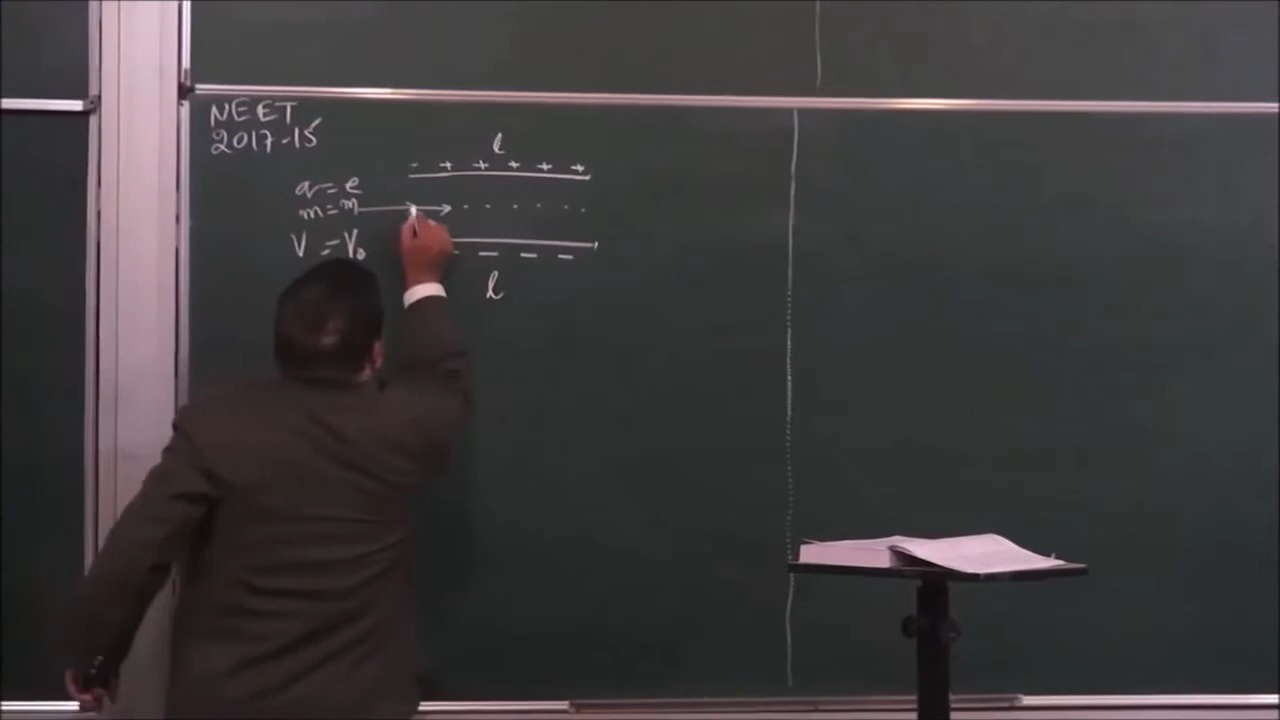 NEET
2017-15
l
- + + + + +
q = e
m = m
V = V₀
- - - -
l